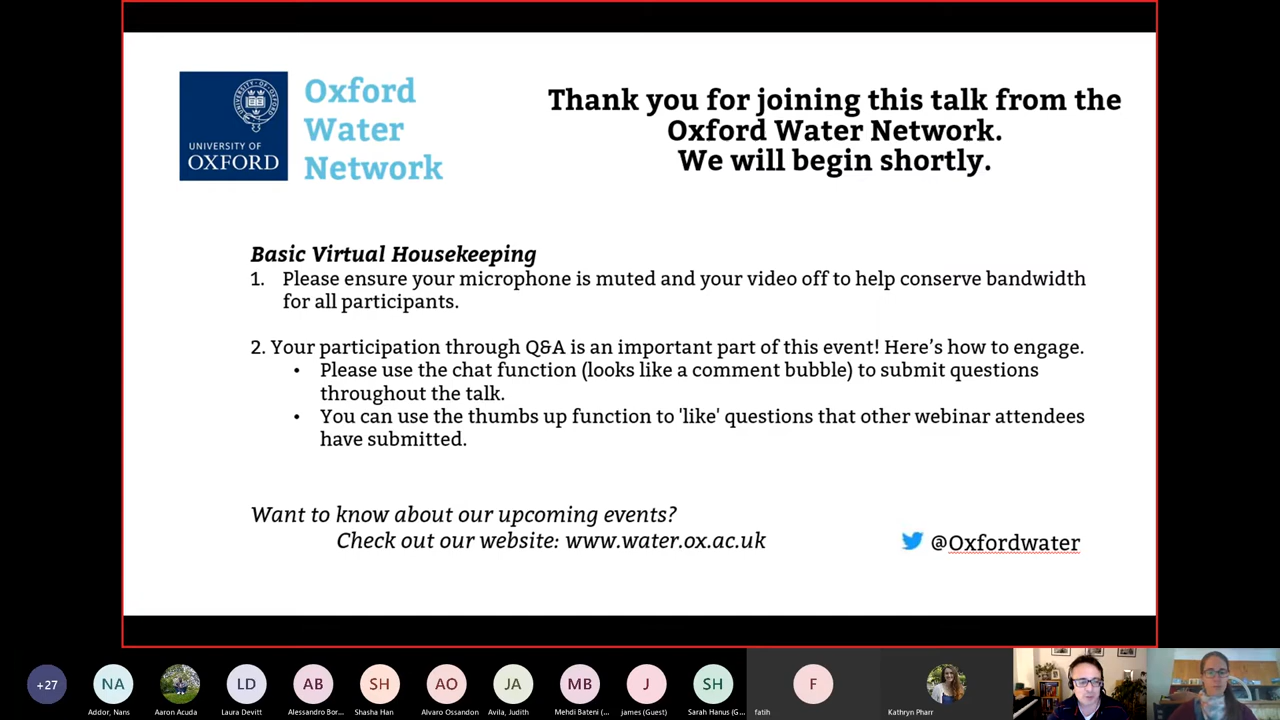 Oxford
Water
Network
UNIVERSITY OF
OXFORD
Thank you for joining this talk from the
Oxford Water Network.
We will begin shortly.
Basic Virtual Housekeeping
1. Please ensure your microphone is muted and your video off to help conserve bandwidth
for all participants.
2. Your participation through Q&A is an important part of this event! Here's how to engage.
• Please use the chat function (looks like a comment bubble) to submit questions
throughout the talk.
• You can use the thumbs up function to 'like' questions that other webinar attendees
have submitted.
Want to know about our upcoming events?
Check out our website: www.water.ox.ac.uk
@Oxfordwater
+27
NA
LD
AB
SH
AO
JA
MB
J
SH
F
Addor, Nans
Aaron Acuda
Laura Devitt
Alessandro Bor...
Shasha Han
Alvaro Ossandon
Avila, Judith
Mehdi Bateni (...
james (Guest)
Sarah Hanus (G...
fatih
Kathryn Pharr